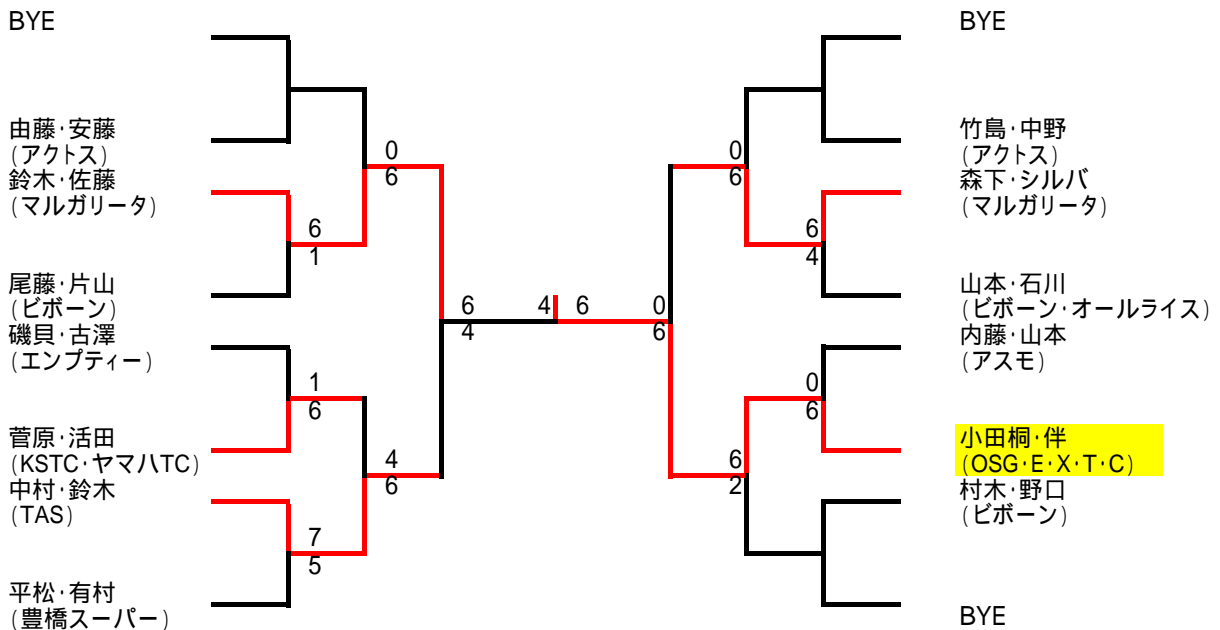 BYE
由藤･安藤
(アクトス)
鈴木･佐藤
(マルガリータ)
尾藤･片山
(ビボーン)
磯貝･古澤
(エンプティー)
菅原･活田
(KSTC･ヤマハTC)
中村･鈴木
(TAS)
平松･有村
(豊橋スーパー)
0
6
6
1
1
6
4
6
7
5
6
4
4
6
0
6
0
6
6
4
0
6
6
2
BYE
竹島･中野
(アクトス)
森下･シルバ
(マルガリータ)
山本･石川
(ビボーン･オールライス)
内藤･山本
(アスモ)
小田桐･伴
(OSG･E･X･T･C)
村木･野口
(ビボーン)
BYE